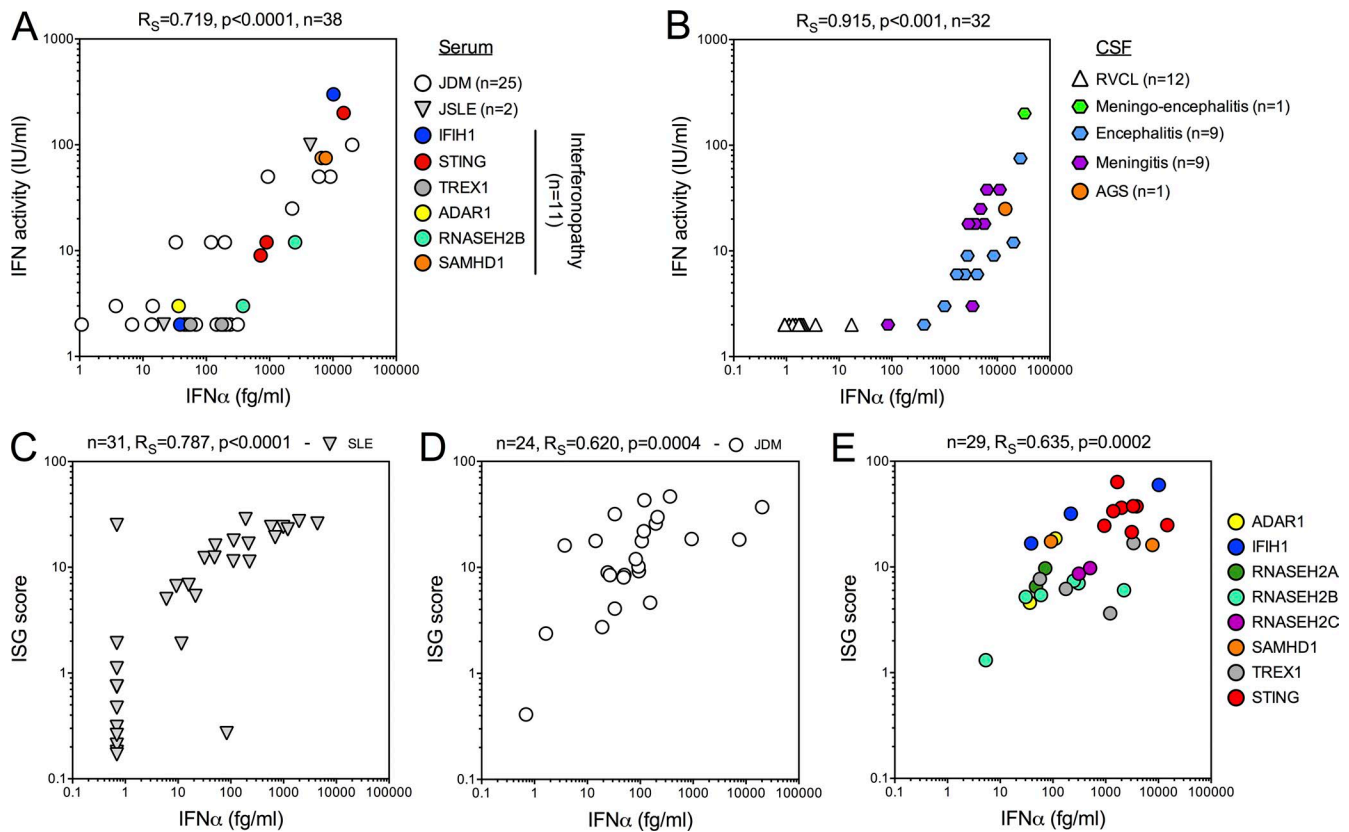 A
R_S=0.719, p<0.0001, n=38
IFN activity (IU/ml)
1000
100
10
1
1 10 100 1000 10000 100000
IFNα (fg/ml)
Serum
JDM (n=25)
JSLE (n=2)
IFIH1
STING
TREX1
ADAR1
RNASEH2B
SAMHD1
Interferonopathy
(n=11)
B
R_S=0.915, p<0.001, n=32
IFN activity (IU/ml)
1000
100
10
1
0.1 1 10 100 1000 10000 100000
IFNα (fg/ml)
CSF
RVCL (n=12)
Meningo-encephalitis (n=1)
Encephalitis (n=9)
Meningitis (n=9)
AGS (n=1)
C
n=31, R_S=0.787, p<0.0001 - SLE
ISG score
100
10
1
0.1
0.1 1 10 100 1000 10000 100000
IFNα (fg/ml)
D
n=24, R_S=0.620, p=0.0004 - JDM
ISG score
100
10
1
0.1
0.1 1 10 100 1000 10000 100000
IFNα (fg/ml)
E
n=29, R_S=0.635, p=0.0002
ISG score
100
10
1
0.1
0.1 1 10 100 1000 10000 100000
IFNα (fg/ml)
ADAR1
IFIH1
RNASEH2A
RNASEH2B
RNASEH2C
SAMHD1
TREX1
STING